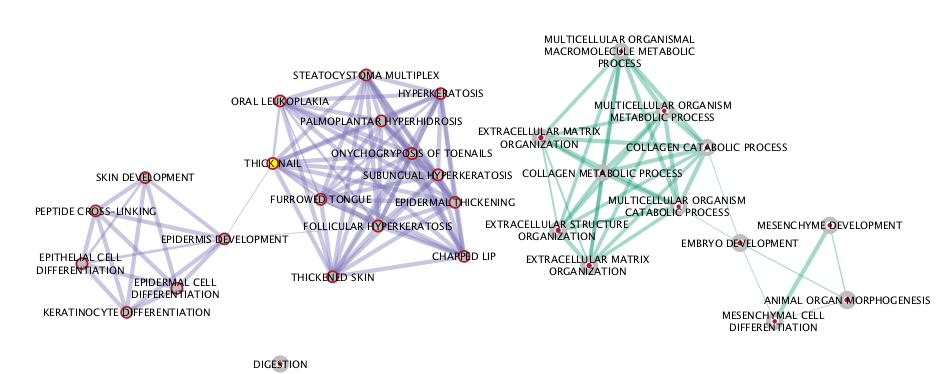 MULTICELLULAR ORGANISMAL
MACROMOLECULE METABOLIC
PROCESS
STEATOCYSTOMA MULTIPLEX
HYPERKERATOSIS
ORAL LEUKOPLAKIA
MULTICELLULAR ORGANISM
METABOLIC PROCESS
PALMOPLANTAR HYPERHIDROSIS
EXTRACELLULAR MATRIX
ORGANIZATION
COLLAGEN CATABOLIC PROCESS
ONYCHOGRYPOSIS OF TOENAILS
THICK NAIL
COLLAGEN METABOLIC PROCESS
SUBUNGUAL HYPERKERATOSIS
SKIN DEVELOPMENT
FURROWED TONGUE
EPIDERMAL THICKENING
MULTICELLULAR ORGANISM
CATABOLIC PROCESS
PEPTIDE CROSS-LINKING
FOLLICULAR HYPERKERATOSIS
EXTRACELLULAR STRUCTURE
ORGANIZATION
MESENCHYME DEVELOPMENT
EPIDERMIS DEVELOPMENT
EMBRYO DEVELOPMENT
CHAPPED LIP
EPITHELIAL CELL
DIFFERENTIATION
EXTRACELLULAR MATRIX
ORGANIZATION
THICKENED SKIN
EPIDERMAL CELL
DIFFERENTIATION
ANIMAL ORGAN MORPHOGENESIS
KERATINOCYTE DIFFERENTIATION
MESENCHYMAL CELL
DIFFERENTIATION
DIGESTION